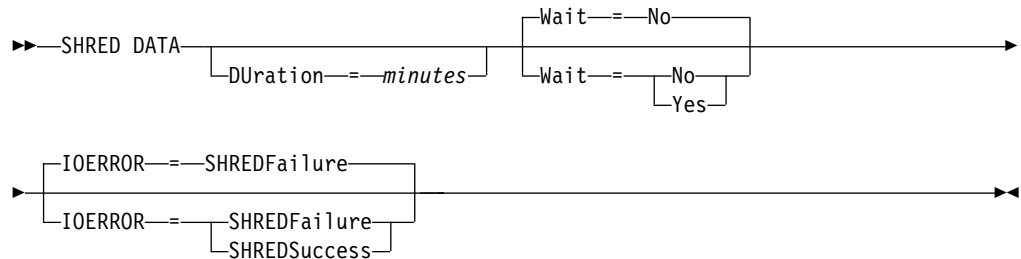 Wait = No
SHRED DATA
DUration = minutes Wait = No
Yes
IOERROR = SHREDFailure
IOERROR = SHREDFailure
SHREDSuccess